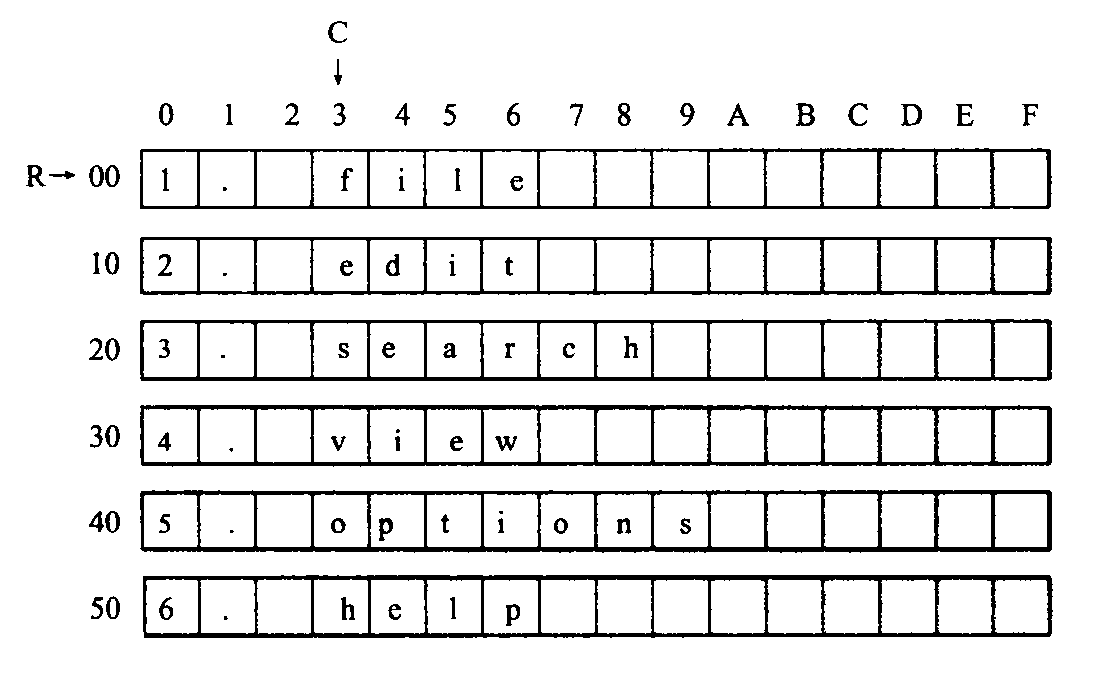 C
↓
0 1 2 3 4 5 6 7 8 9 A B C D E F
R→ 00 1 . f i l e
10 2 . e d i t
20 3 . s e a r c h
30 4 . v i e w
40 5 . o p t i o n s
50 6 . h e l p